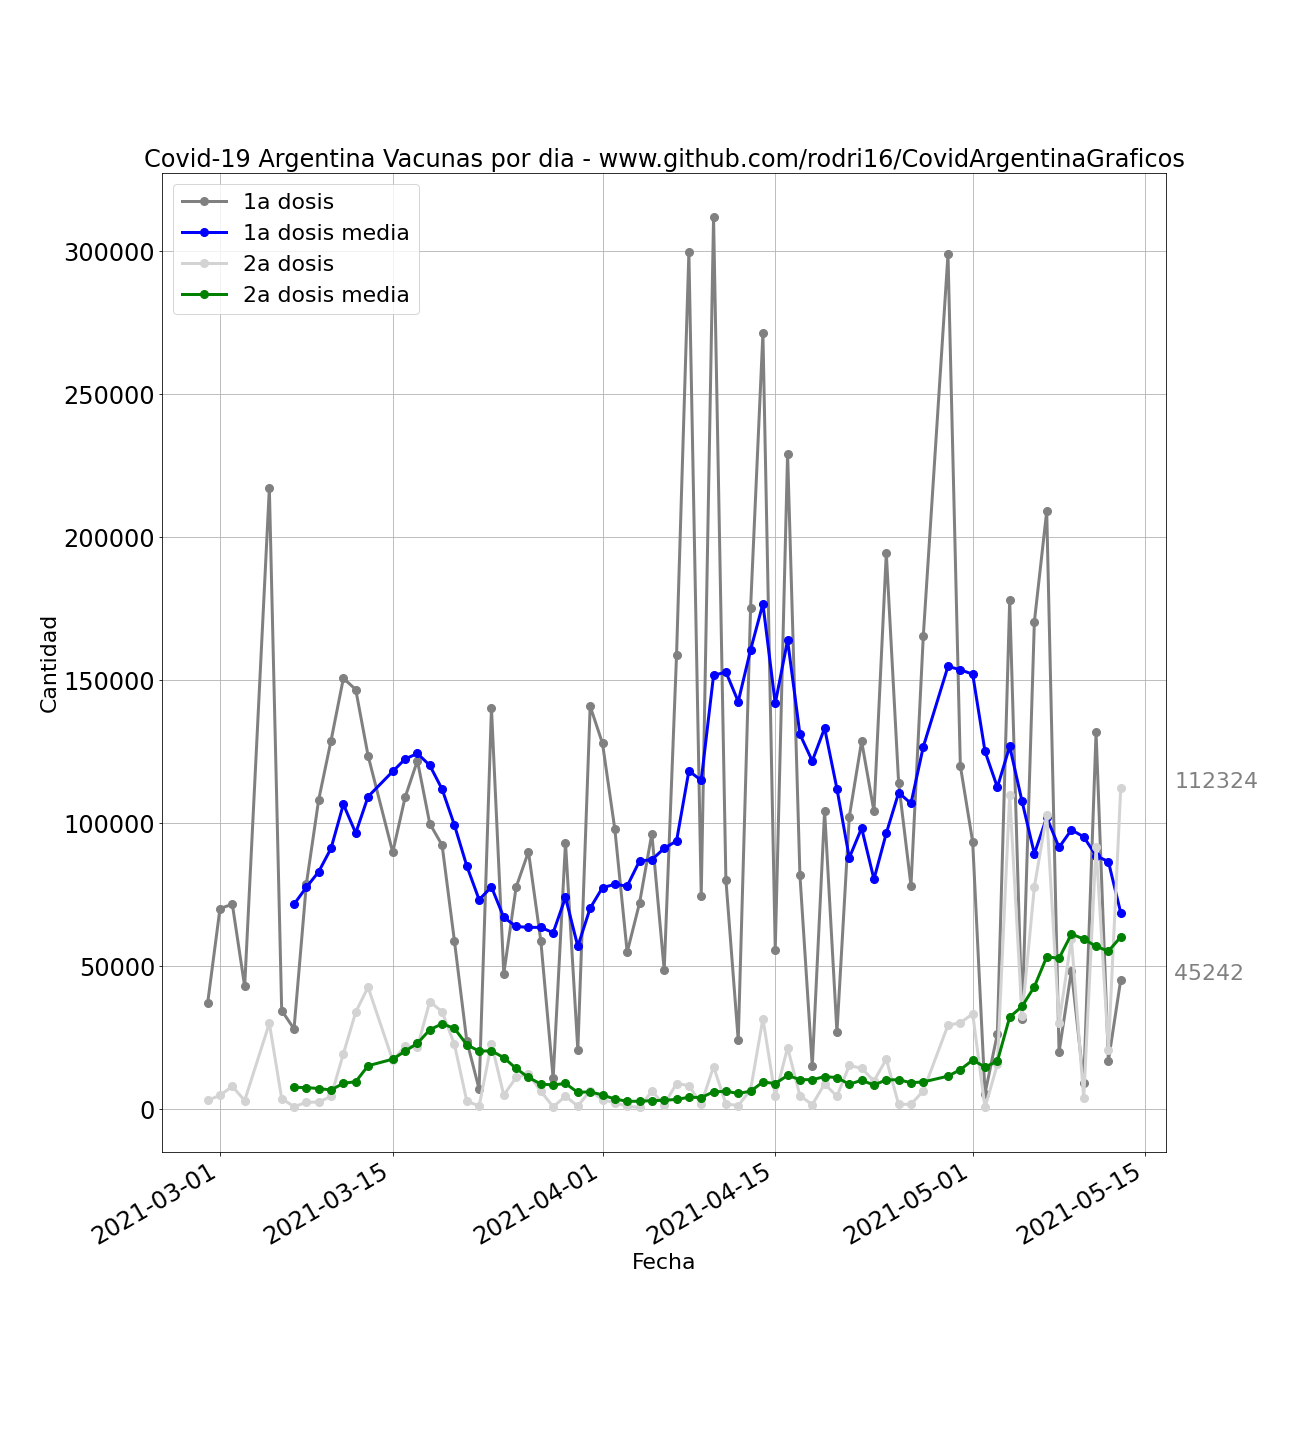 Covid-19 Argentina Vacunas por dia - www.github.com/rodri16/CovidArgentinaGraficos
1a dosis
1a dosis media
2a dosis
2a dosis media
300000
250000
200000
150000
100000
50000
0
Cantidad
112324
45242
2021-03-01
2021-03-15
2021-04-01
2021-04-15
2021-05-01
2021-05-15
Fecha